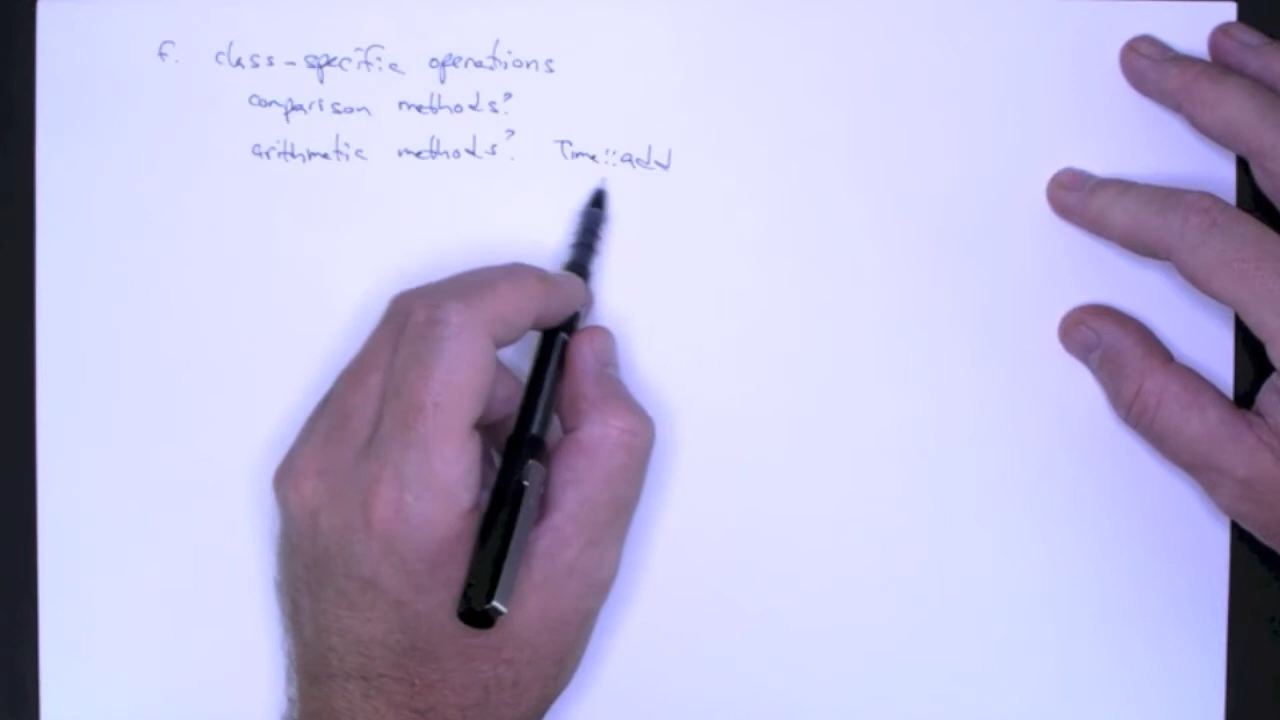 f. class-specific operations
comparison methods?
arithmetic methods? Time::add